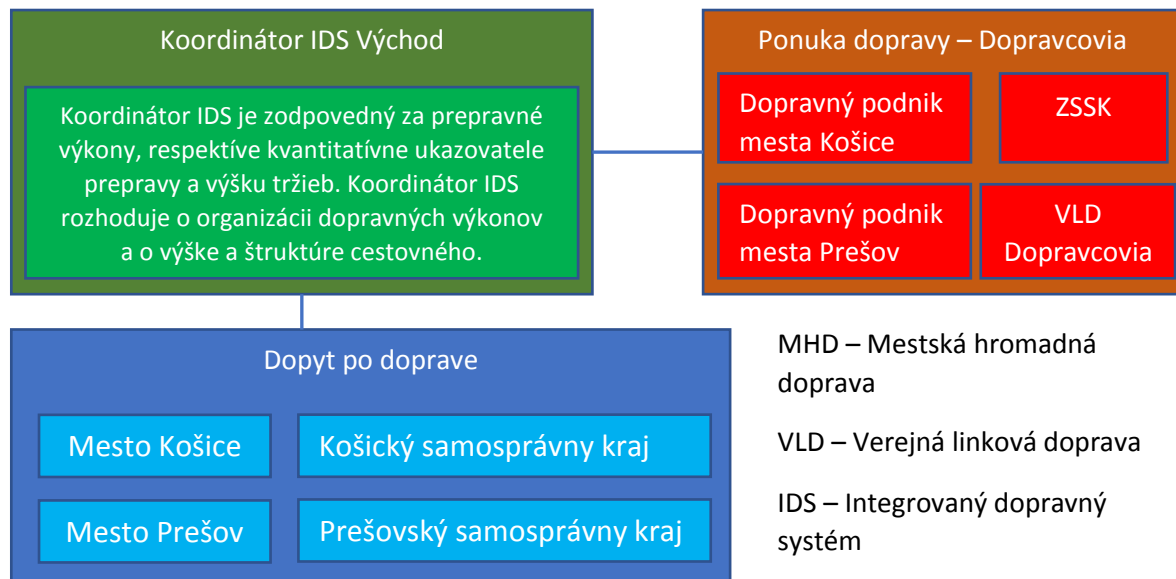 Koordinátor IDS Východ
Koordinátor IDS je zodpovedný za prepravné
výkony, respektíve kvantitatívne ukazovatele
prepravy a výšku tržieb. Koordinátor IDS
rozhoduje o organizácii dopravných výkonov
a o výške a štruktúre cestovného.
Ponuka dopravy – Dopravcovia
Dopravný podnik
mesta Košice
ZSSK
Dopravný podnik
mesta Prešov
VLD
Dopravcovia
Dopyt po doprave
Mesto Košice
Košický samosprávny kraj
Mesto Prešov
Prešovský samosprávny kraj
MHD – Mestská hromadná
doprava
VLD – Verejná linková doprava
IDS – Integrovaný dopravný
systém